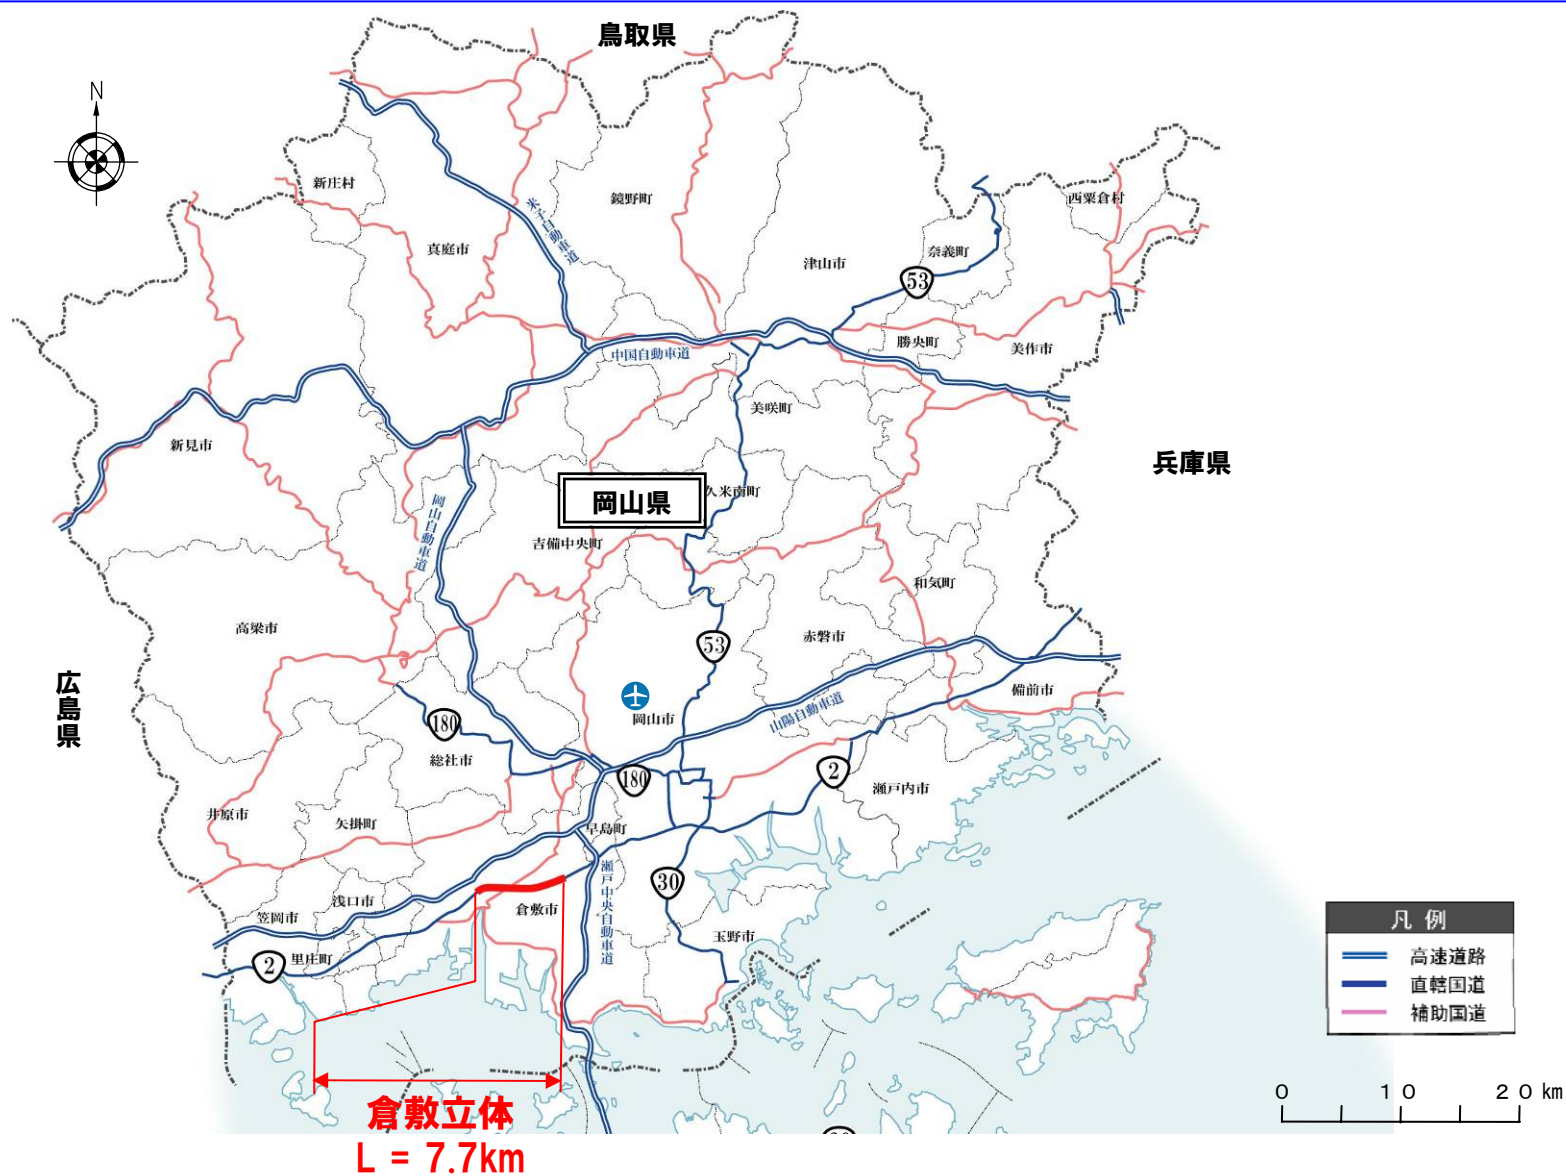 鳥取県
N
新庄村
鏡野町
西粟倉村
米子自動車道
真庭市
津山市
奈義町
53
勝央町
美作市
中国自動車道
美咲町
新見市
兵庫県
岡山県
久米南町
岡山自動車道
吉備中央町
和気町
高梁市
赤磐市
53
広島県
備前市
岡山市
山陽自動車道
180
総社市
180
2
瀬戸内市
井原市
矢掛町
早島町
瀬戸中央自動車道
30
浅口市
笠岡市
倉敷市
玉野市
里庄町
2
凡 例
高速道路
直轄国道
補助国道
0 10 20 km
倉敷立体
L = 7.7km